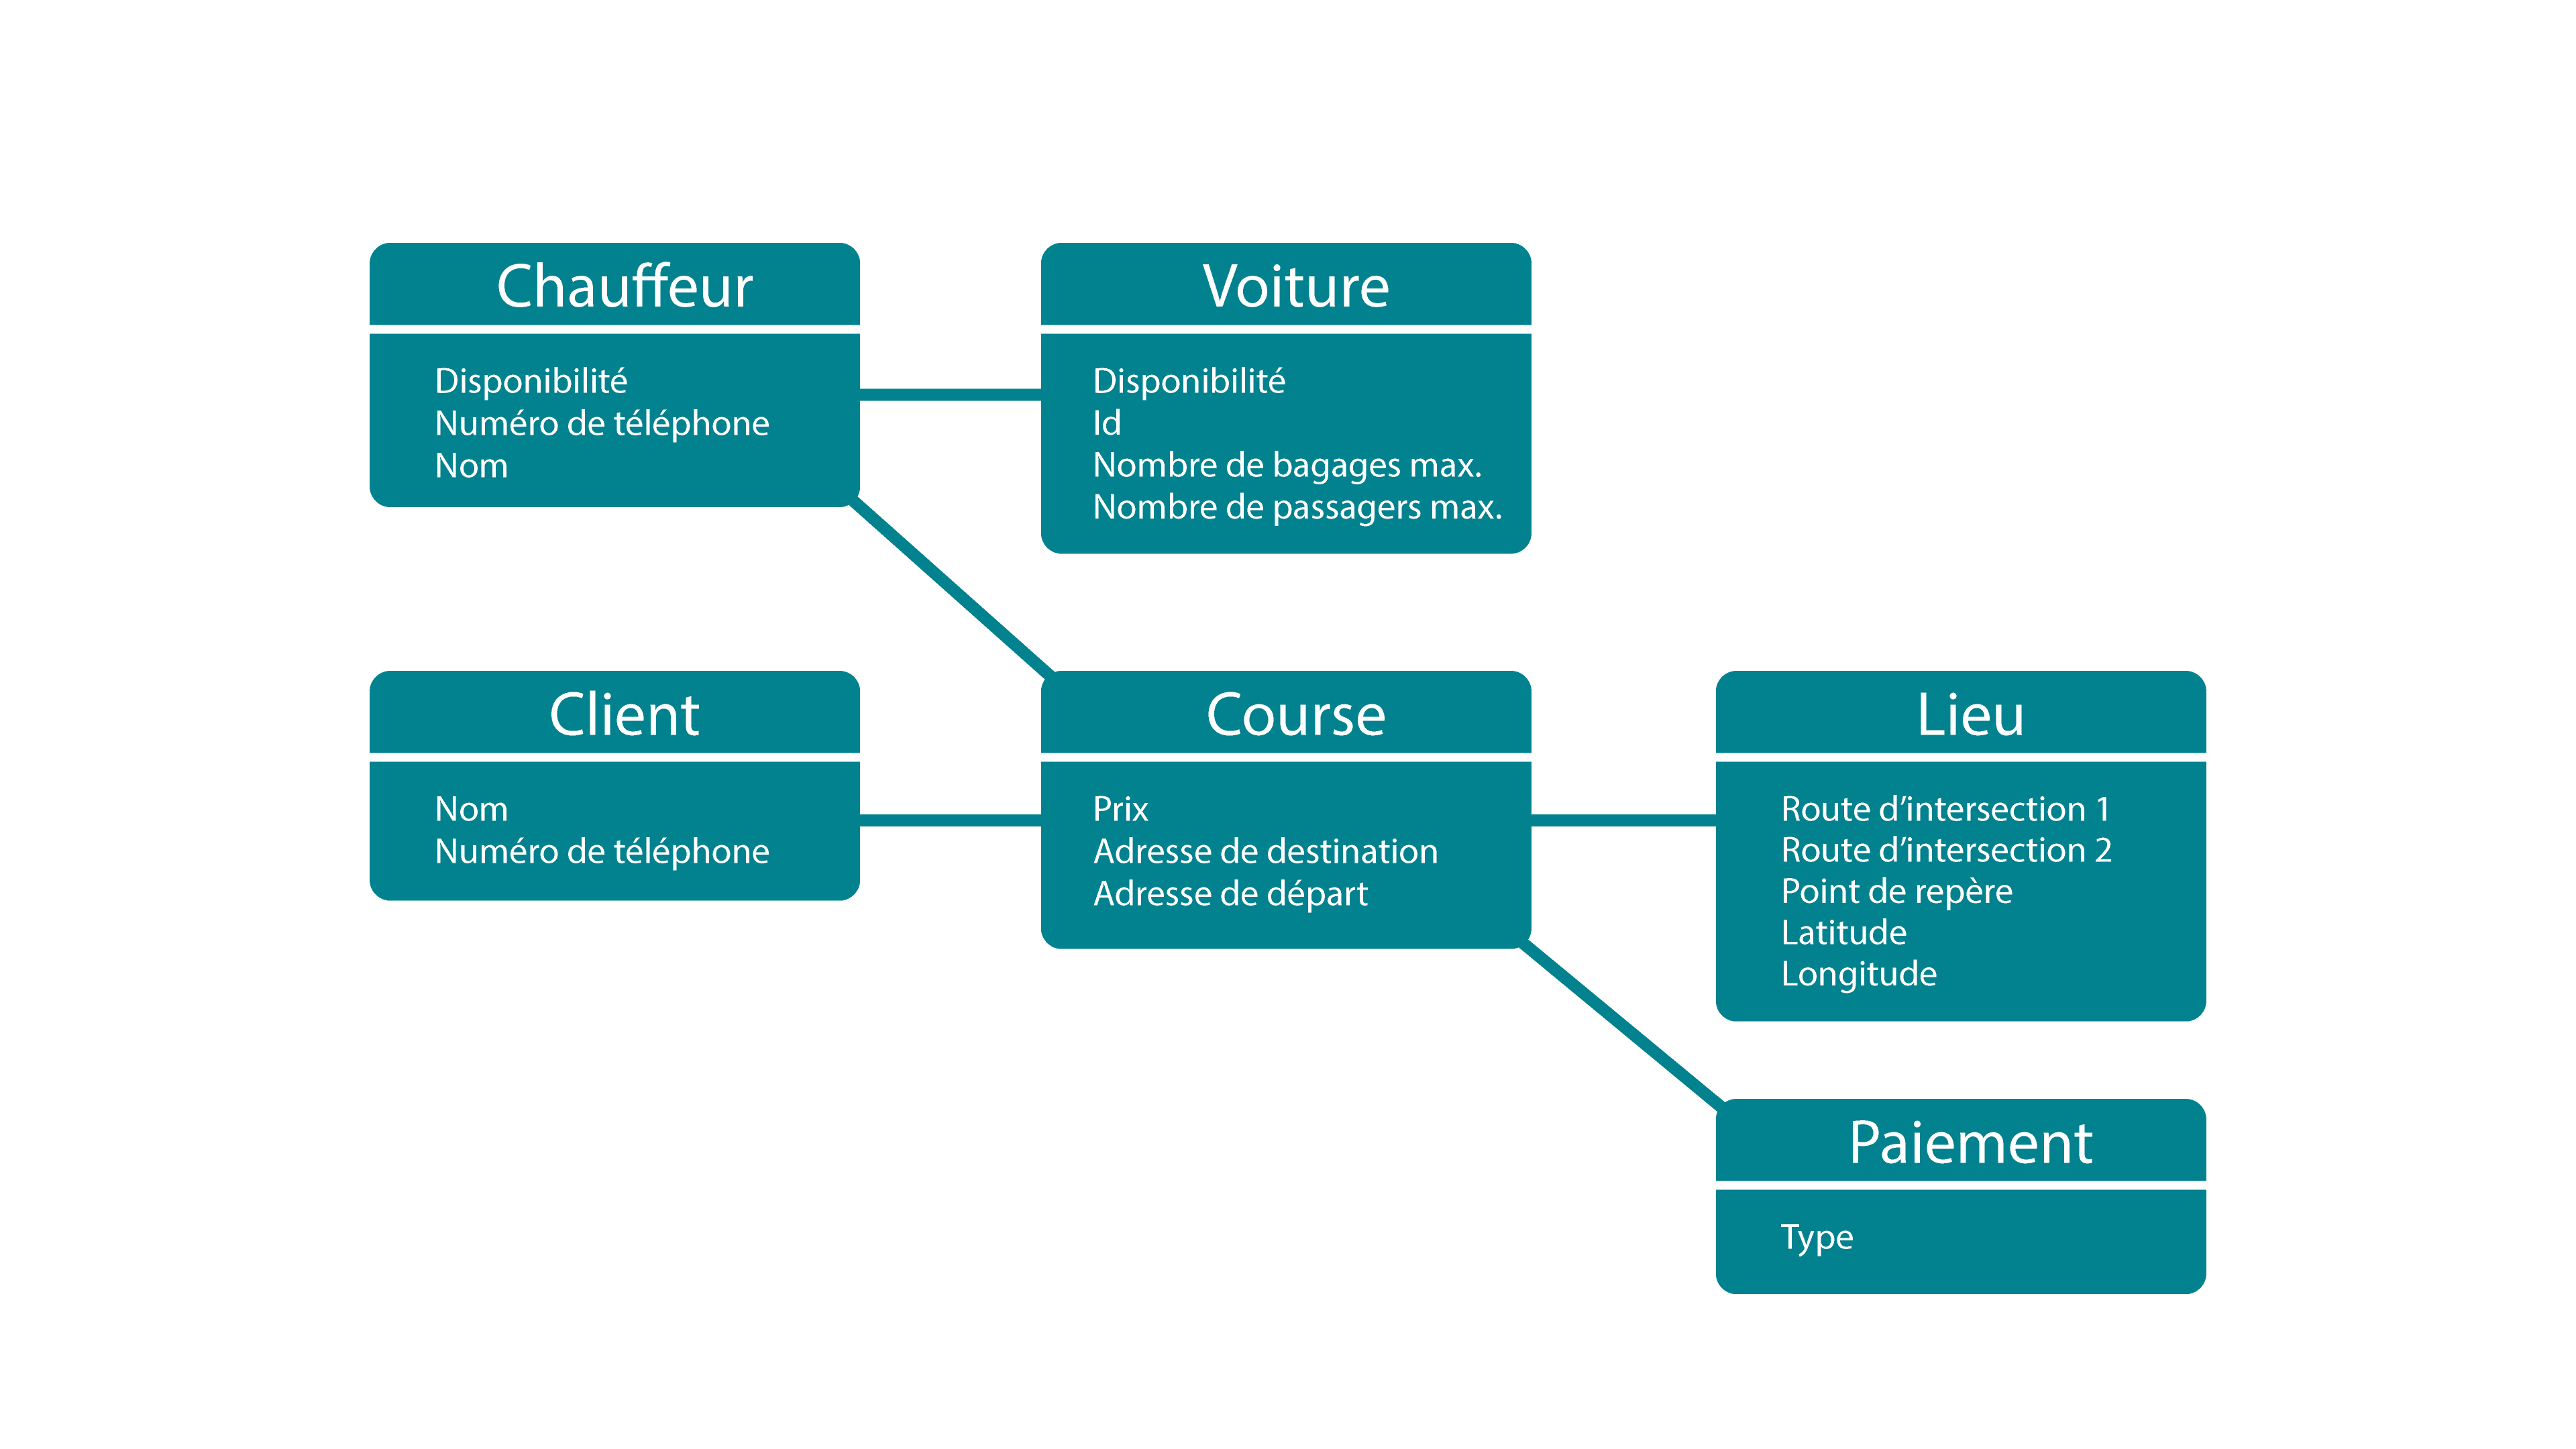 Chauffeur
Disponibilité
Numéro de téléphone
Nom
Voiture
Disponibilité
Id
Nombre de bagages max.
Nombre de passagers max.
Client
Nom
Numéro de téléphone
Course
Prix
Adresse de destination
Adresse de départ
Lieu
Route d’intersection 1
Route d’intersection 2
Point de repère
Latitude
Longitude
Paiement
Type